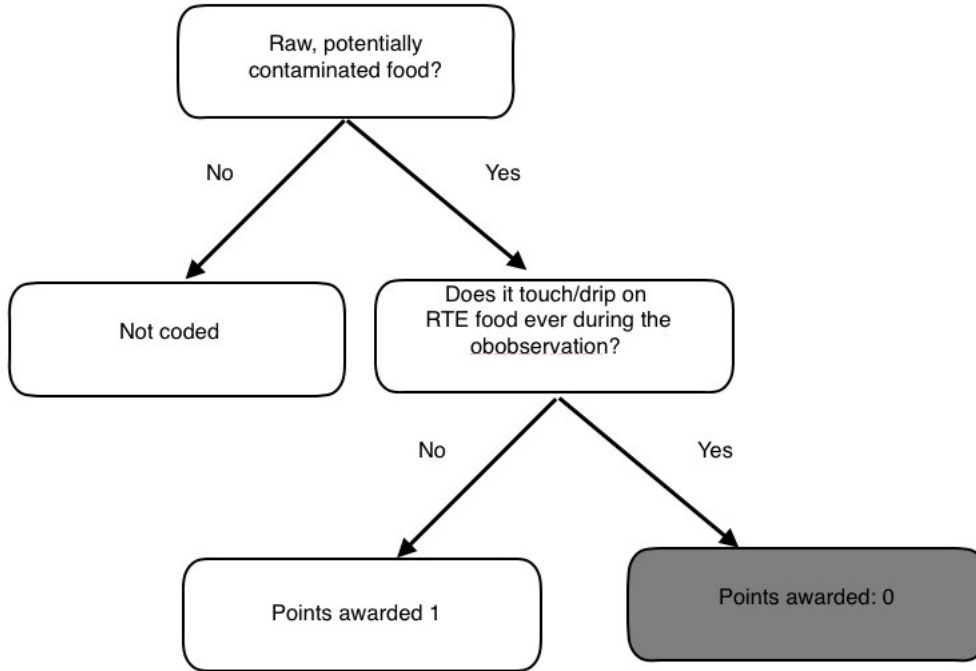 Raw, potentially
contaminated food?
No
Yes
Not coded
Does it touch/drip on
RTE food ever during the
obobservation?
No
Yes
Points awarded 1
Points awarded: 0